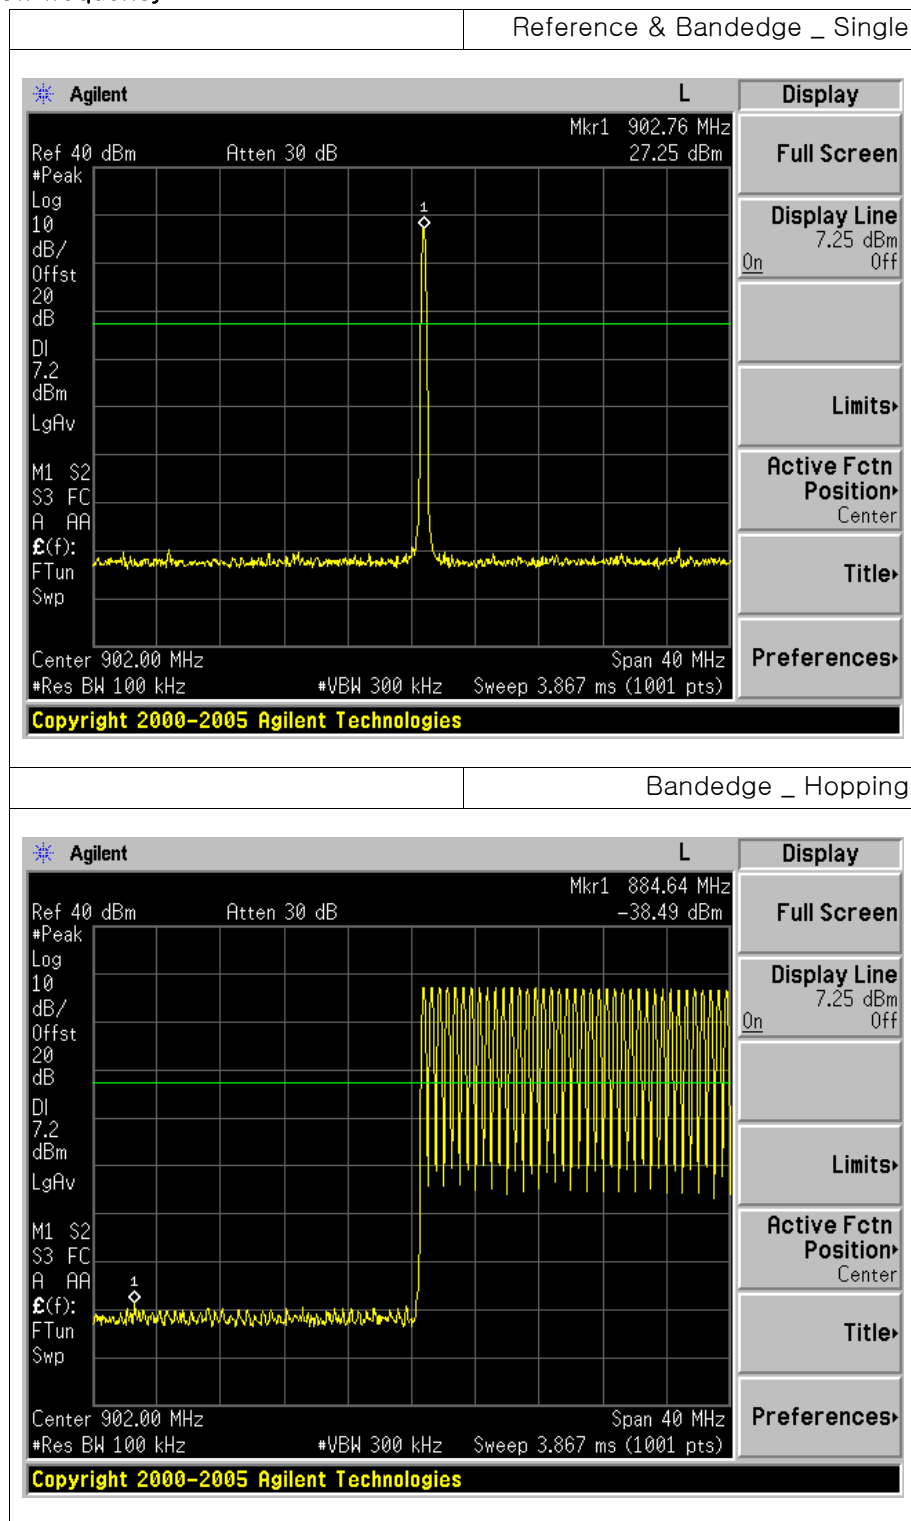 Reference & Bandedge _ Single
Agilent L Display
Mkr1 902.76 MHz
Ref 40 dBm Atten 30 dB 27.25 dBm
#Peak
Log
10
dB/
Offst
20
dB
DI
7.2
dBm
LgAv
M1 S2
S3 FC
A AA
£(f):
FTun
Swp
1
Center 902.00 MHz Span 40 MHz
#Res BW 100 kHz #VBW 300 kHz Sweep 3.867 ms (1001 pts)
Copyright 2000-2005 Agilent Technologies
Full Screen
Display Line
7.25 dBm
On Off
Limits
Active Fctn
Position
Center
Title
Preferences
Bandedge _ Hopping
Agilent L Display
Mkr1 884.64 MHz
Ref 40 dBm Atten 30 dB -38.49 dBm
#Peak
Log
10
dB/
Offst
20
dB
DI
7.2
dBm
LgAv
M1 S2
S3 FC
A AA
£(f):
FTun
Swp
1
Center 902.00 MHz Span 40 MHz
#Res BW 100 kHz #VBW 300 kHz Sweep 3.867 ms (1001 pts)
Copyright 2000-2005 Agilent Technologies
Full Screen
Display Line
7.25 dBm
On Off
Limits
Active Fctn
Position
Center
Title
Preferences